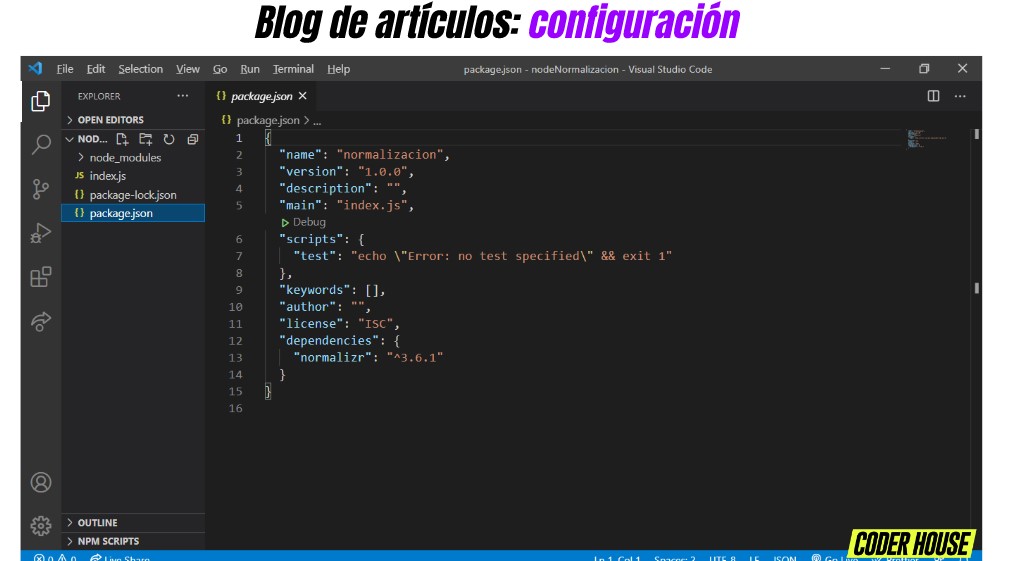 Blog de artículos: configuración
File Edit Selection View Go Run Terminal Help
package.json - nodeNormalizacion - Visual Studio Code
EXPLORER
{} package.json
OPEN EDITORS
{} package.json > ...
NOD...
node_modules
JS index.js
{} package-lock.json
{} package.json
1 {
2 "name": "normalizacion",
3 "version": "1.0.0",
4 "description": "",
5 "main": "index.js",
Debug
6 "scripts": {
7 "test": "echo \"Error: no test specified\" && exit 1"
8 },
9 "keywords": [],
10 "author": "",
11 "license": "ISC",
12 "dependencies": {
13 "normalizr": "^3.6.1"
14 }
15 }
16
OUTLINE
NPM SCRIPTS
CODER HOUSE
0 0 Live Share Ln 1, Col 1 Spaces: 2 UTF-8 LF JSON Go Live Prettier